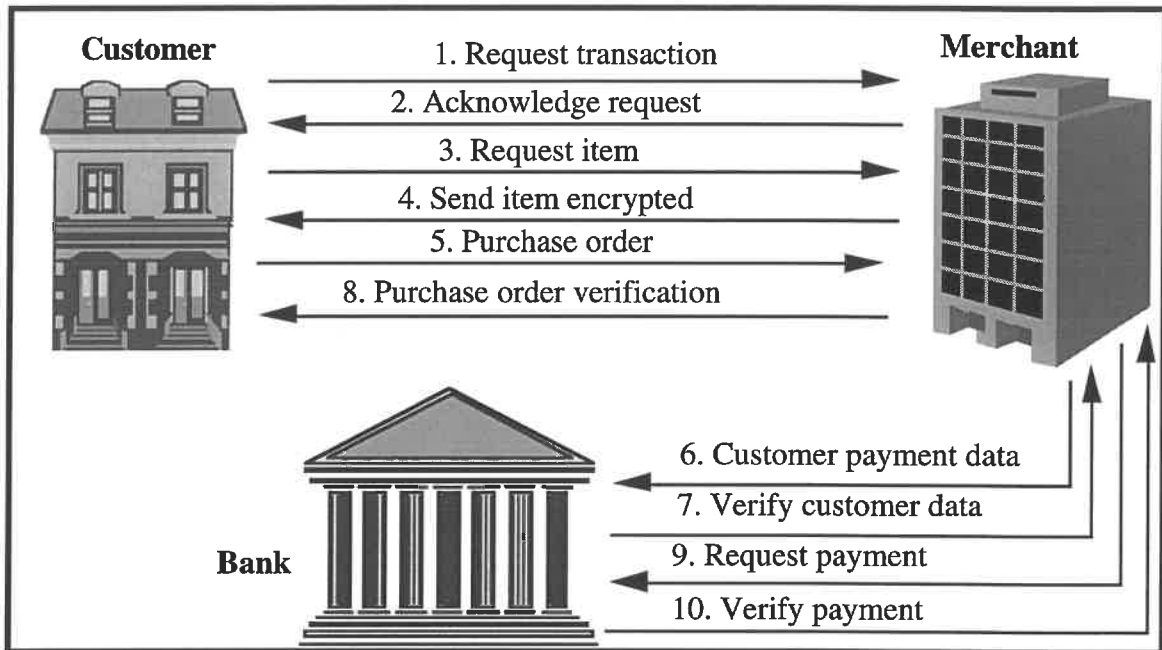 Customer
Merchant
1. Request transaction
2. Acknowledge request
3. Request item
4. Send item encrypted
5. Purchase order
8. Purchase order verification
6. Customer payment data
7. Verify customer data
Bank
9. Request payment
10. Verify payment